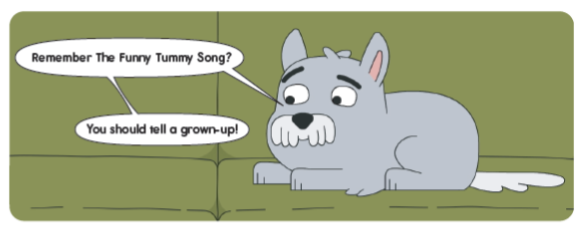 Remember The Funny Tummy Song?
You should tell a grown-up!